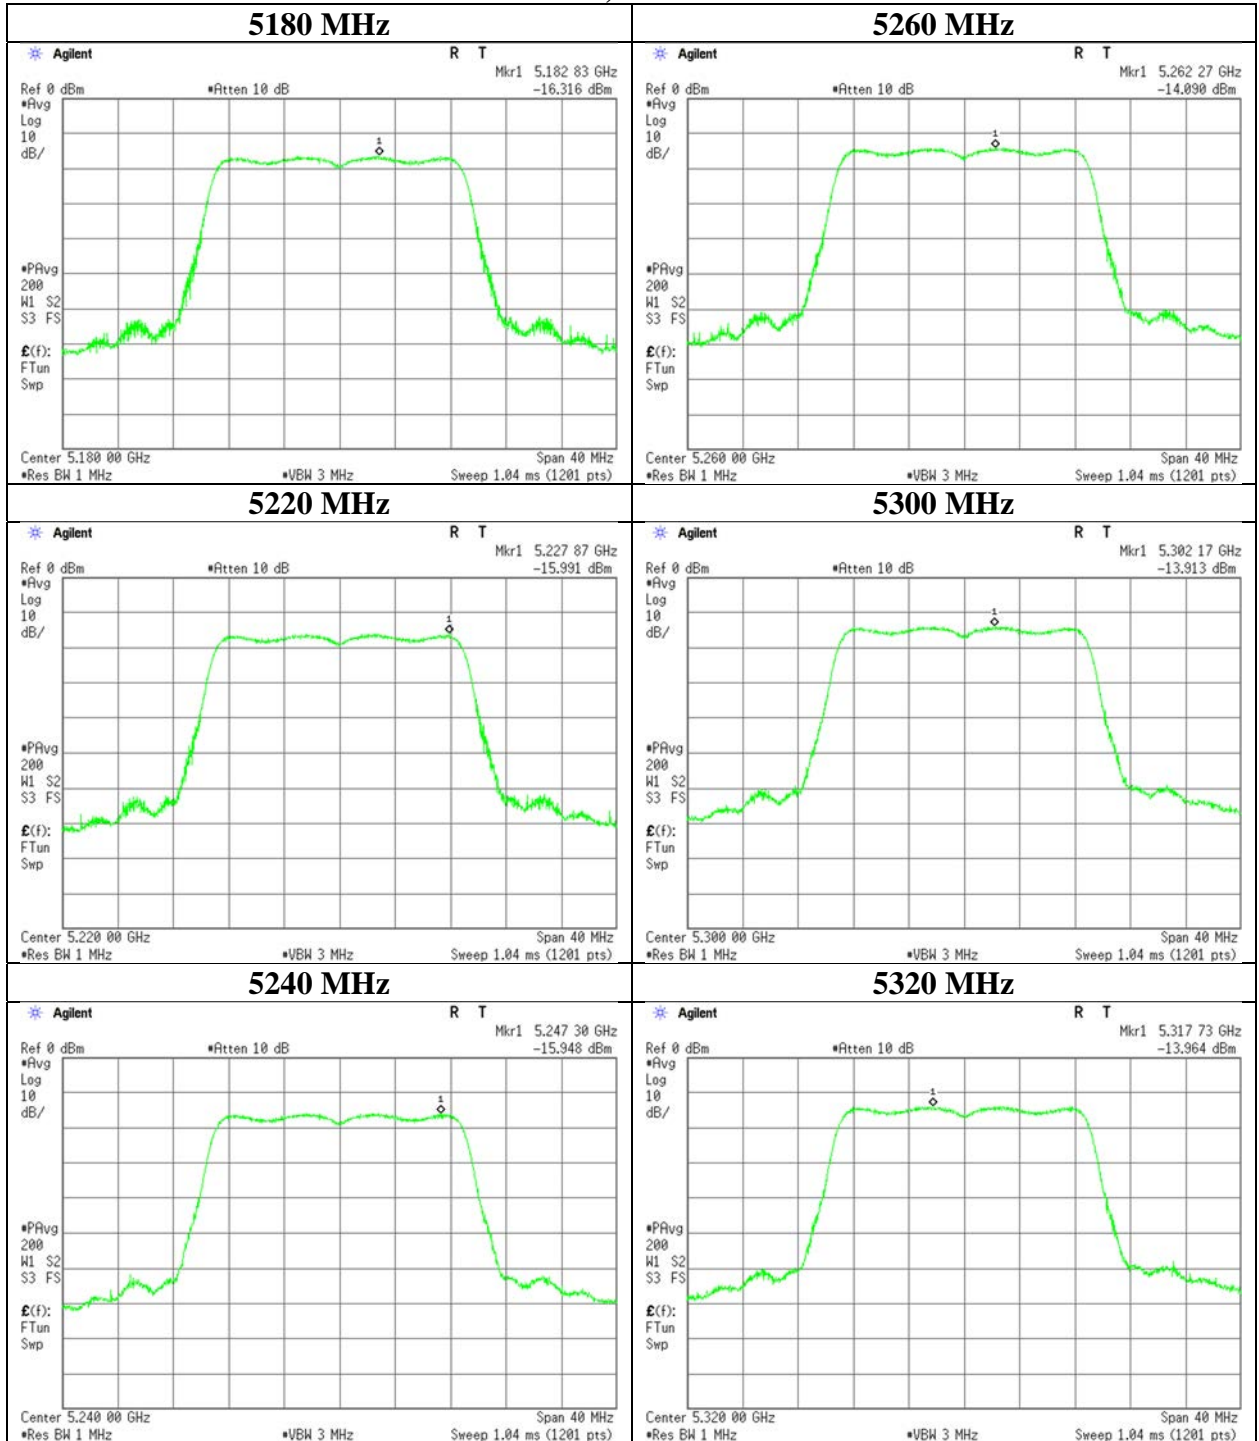 5180 MHz
Agilent R T
Mkr1 5.182 83 GHz
Ref 0 dBm *Atten 10 dB -16.316 dBm
*Avg
Log
10
dB/
1
*PAvg
200
W1 S2
S3 FS
£(f):
FTun
Swp
Center 5.180 00 GHz Span 40 MHz
*Res BW 1 MHz *VBW 3 MHz Sweep 1.04 ms (1201 pts)
5260 MHz
Agilent R T
Mkr1 5.262 27 GHz
Ref 0 dBm *Atten 10 dB -14.090 dBm
*Avg
Log
10
dB/
1
*PAvg
200
W1 S2
S3 FS
£(f):
FTun
Swp
Center 5.260 00 GHz Span 40 MHz
*Res BW 1 MHz *VBW 3 MHz Sweep 1.04 ms (1201 pts)
5220 MHz
Agilent R T
Mkr1 5.227 87 GHz
Ref 0 dBm *Atten 10 dB -15.991 dBm
*Avg
Log
10
dB/
1
*PAvg
200
W1 S2
S3 FS
£(f):
FTun
Swp
Center 5.220 00 GHz Span 40 MHz
*Res BW 1 MHz *VBW 3 MHz Sweep 1.04 ms (1201 pts)
5300 MHz
Agilent R T
Mkr1 5.302 17 GHz
Ref 0 dBm *Atten 10 dB -13.913 dBm
*Avg
Log
10
dB/
1
*PAvg
200
W1 S2
S3 FS
£(f):
FTun
Swp
Center 5.300 00 GHz Span 40 MHz
*Res BW 1 MHz *VBW 3 MHz Sweep 1.04 ms (1201 pts)
5240 MHz
Agilent R T
Mkr1 5.247 30 GHz
Ref 0 dBm *Atten 10 dB -15.948 dBm
*Avg
Log
10
dB/
1
*PAvg
200
W1 S2
S3 FS
£(f):
FTun
Swp
Center 5.240 00 GHz Span 40 MHz
*Res BW 1 MHz *VBW 3 MHz Sweep 1.04 ms (1201 pts)
5320 MHz
Agilent R T
Mkr1 5.317 73 GHz
Ref 0 dBm *Atten 10 dB -13.964 dBm
*Avg
Log
10
dB/
1
*PAvg
200
W1 S2
S3 FS
£(f):
FTun
Swp
Center 5.320 00 GHz Span 40 MHz
*Res BW 1 MHz *VBW 3 MHz Sweep 1.04 ms (1201 pts)